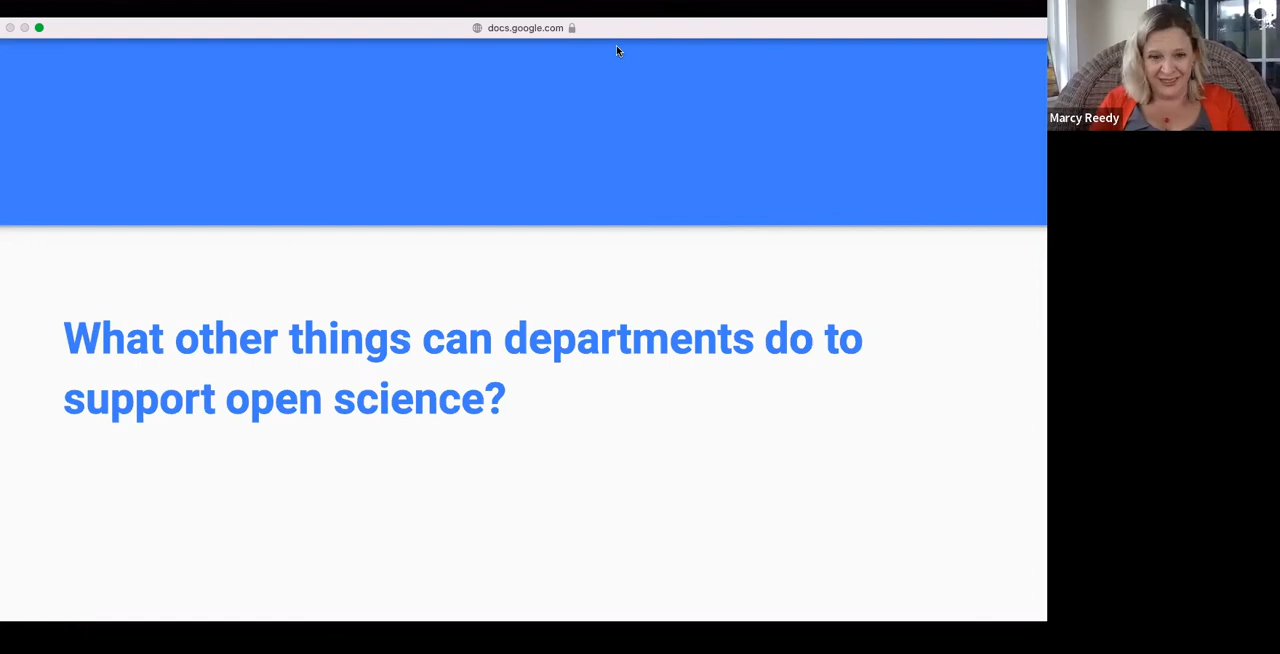 docs.google.com
Marcy Reedy
What other things can departments do to
support open science?